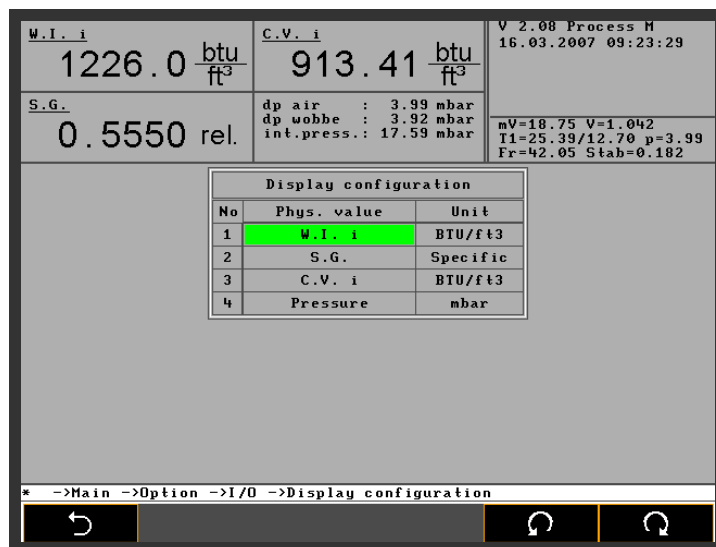 W.I. i
1226.0 btu
ft³
C.V. i
913.41 btu
ft³
V 2.08 Process M
16.03.2007 09:23:29
S.G.
0.5550 rel.
dp air : 3.99 mbar
dp wobbe : 3.92 mbar
int.press.: 17.59 mbar
mV=18.75 V=1.042
T1=25.39/12.70 p=3.99
Fr=42.05 Stab=0.182
Display configuration
No Phys. value Unit
1 W.I. i BTU/ft3
2 S.G. Specific
3 C.V. i BTU/ft3
4 Pressure mbar
* ->Main ->Option ->I/O ->Display configuration